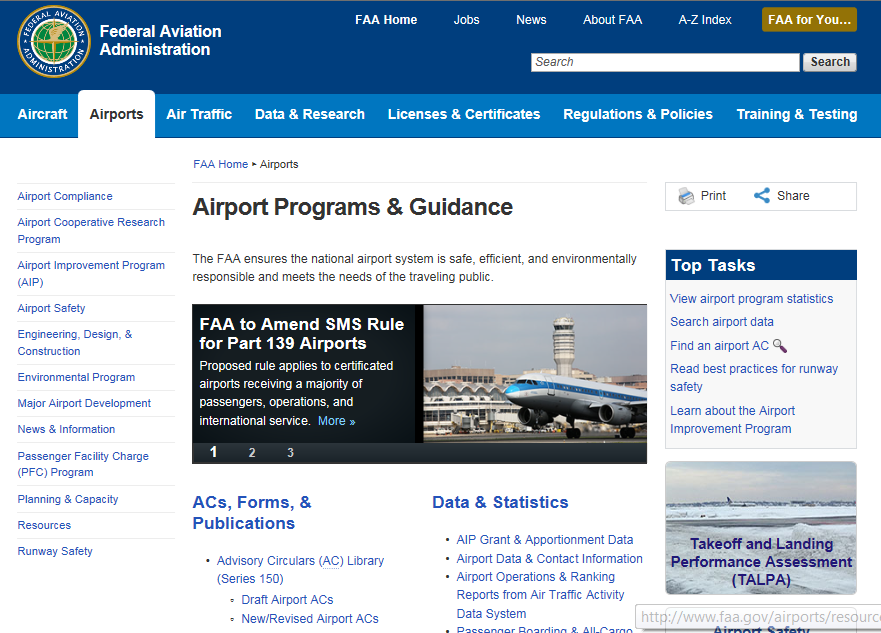 FEDERAL AVIATION ADMINISTRATION
Federal Aviation
Administration
FAA Home Jobs News About FAA A-Z Index FAA for You...
Search Search
Aircraft Airports Air Traffic Data & Research Licenses & Certificates Regulations & Policies Training & Testing
FAA Home ▸ Airports
Airport Compliance
Airport Cooperative Research
Program
Airport Improvement Program
(AIP)
Airport Safety
Engineering, Design, &
Construction
Environmental Program
Major Airport Development
News & Information
Passenger Facility Charge
(PFC) Program
Planning & Capacity
Resources
Runway Safety
Airport Programs & Guidance
The FAA ensures the national airport system is safe, efficient, and environmentally
responsible and meets the needs of the traveling public.
FAA to Amend SMS Rule
for Part 139 Airports
Proposed rule applies to certificated
airports receiving a majority of
passengers, operations, and
international service. More »
1 2 3
ACs, Forms, &
Publications
• Advisory Circulars (AC) Library
(Series 150)
◦ Draft Airport ACs
◦ New/Revised Airport ACs
Data & Statistics
• AIP Grant & Apportionment Data
• Airport Data & Contact Information
• Airport Operations & Ranking
Reports from Air Traffic Activity
Data System
• Passenger Boarding & All-Cargo
Print Share
Top Tasks
View airport program statistics
Search airport data
Find an airport AC
Read best practices for runway
safety
Learn about the Airport
Improvement Program
Takeoff and Landing
Performance Assessment
(TALPA)
http://www.faa.gov/airports/resourc
Airport Safety